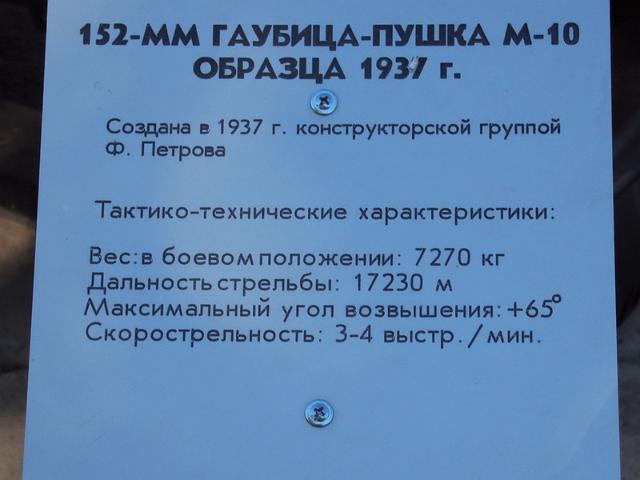 152-ММ ГАУБИЦА-ПУШКА М-10
ОБРАЗЦА 1937 г.
Создана в 1937 г. конструкторской группой
Ф. Петрова
Тактико-технические характеристики:
Вес:в боевом положении: 7270 кг
Дальность стрельбы: 17230 м
Максимальный угол возвышения: +65°
Скорострельность: 3-4 выстр./мин.